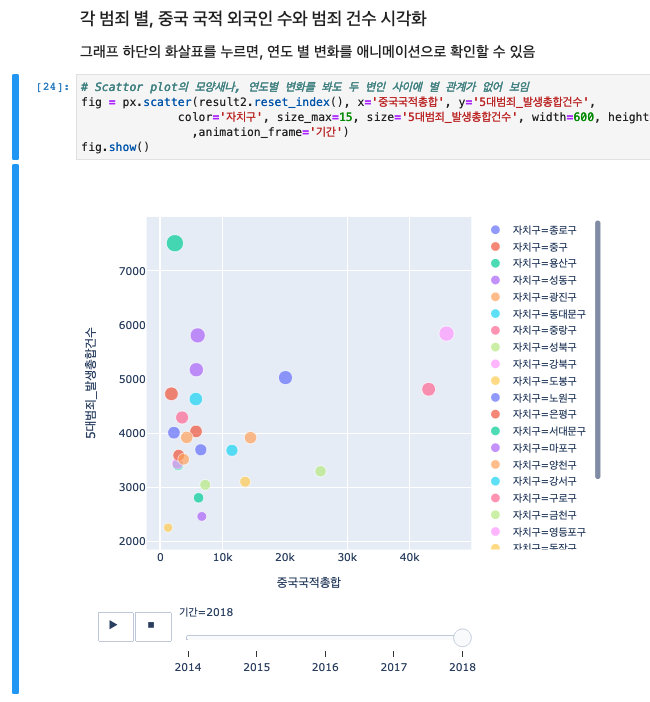 각 범죄 별, 중국 국적 외국인 수와 범죄 건수 시각화
그래프 하단의 화살표를 누르면, 연도 별 변화를 애니메이션으로 확인할 수 있음
[24]: # Scattor plot의 모양새나, 연도별 변화를 봐도 두 변인 사이에 별 관계가 없어 보임
fig = px.scatter(result2.reset_index(), x='중국국적총합', y='5대범죄_발생총합건수',
color='자치구', size_max=15, size='5대범죄_발생총합건수', width=600, height
,animation_frame='기간')
fig.show()
7000
6000
5000
4000
3000
2000
5대범죄_발생총합건수
0 10k 20k 30k 40k
중국국적총합
자치구=종로구
자치구=중구
자치구=용산구
자치구=성동구
자치구=광진구
자치구=동대문구
자치구=중랑구
자치구=성북구
자치구=강북구
자치구=도봉구
자치구=노원구
자치구=은평구
자치구=서대문구
자치구=마포구
자치구=양천구
자치구=강서구
자치구=구로구
자치구=금천구
자치구=영등포구
자치구=동작구
기간=2018
2014 2015 2016 2017 2018